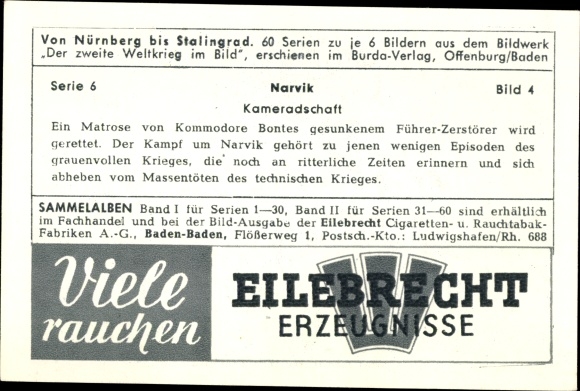 Von Nürnberg bis Stalingrad. 60 Serien zu je 6 Bildern aus dem Bildwerk
„Der zweite Weltkrieg im Bild", erschienen im Burda-Verlag, Offenburg/Baden
Serie 6 Narvik Bild 4
Kameradschaft
Ein Matrose von Kommodore Bontes gesunkenem Führer-Zerstörer wird
gerettet. Der Kampf um Narvik gehört zu jenen wenigen Episoden des
grauenvollen Krieges, die noch an ritterliche Zeiten erinnern und sich
abheben vom Massentöten des technischen Krieges.
SAMMELALBEN Band I für Serien 1—30, Band II für Serien 31—60 sind erhältlich
im Fachhandel und bei der Bild-Ausgabe der Eilebrecht Cigaretten- u. Rauchtabak-
Fabriken A.-G., Baden-Baden, Flößerweg 1, Postsch.-Kto.: Ludwigshafen/Rh. 688
Viele
rauchen
EILEBRECHT
ERZEUGNISSE